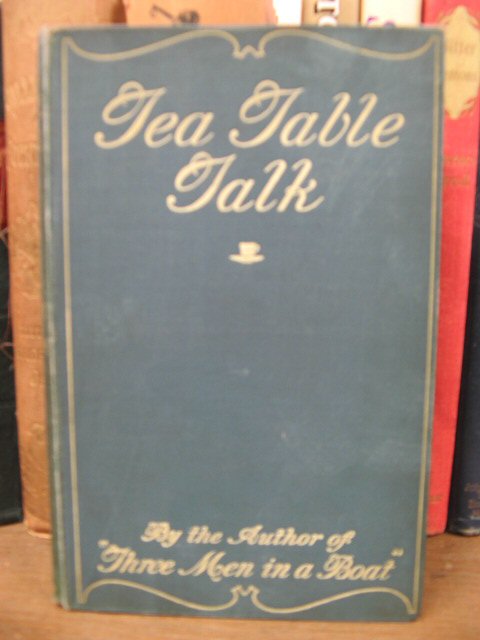 Tea Table
Talk
By the Author of
"Three Men in a Boat"